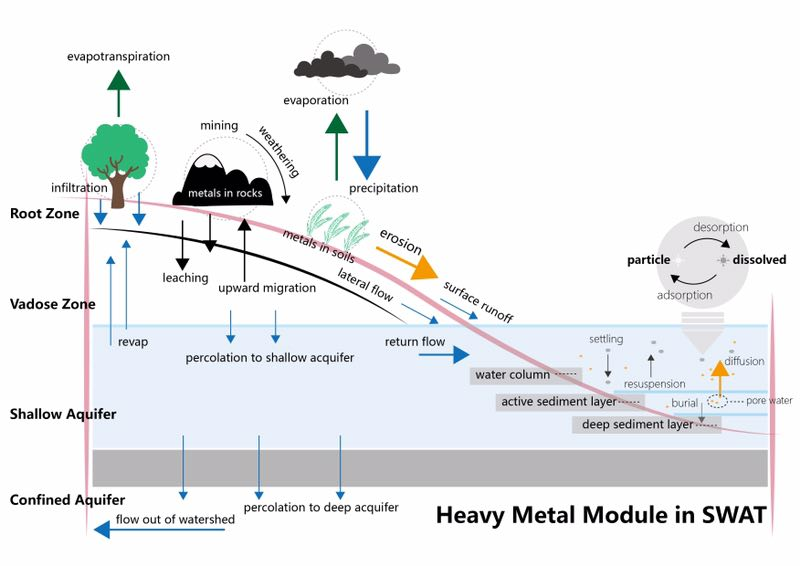 evapotranspiration
evaporation
mining
weathering
precipitation
infiltration
metals in rocks
Root Zone
metals in soils
erosion
desorption
particle
dissolved
adsorption
leaching
upward migration
lateral flow
surface runoff
Vadose Zone
revap
percolation to shallow acquifer
return flow
settling
resuspension
diffusion
water column
active sediment layer
burial
pore water
Shallow Aquifer
deep sediment layer
Confined Aquifer
percolation to deep acquifer
flow out of watershed
Heavy Metal Module in SWAT